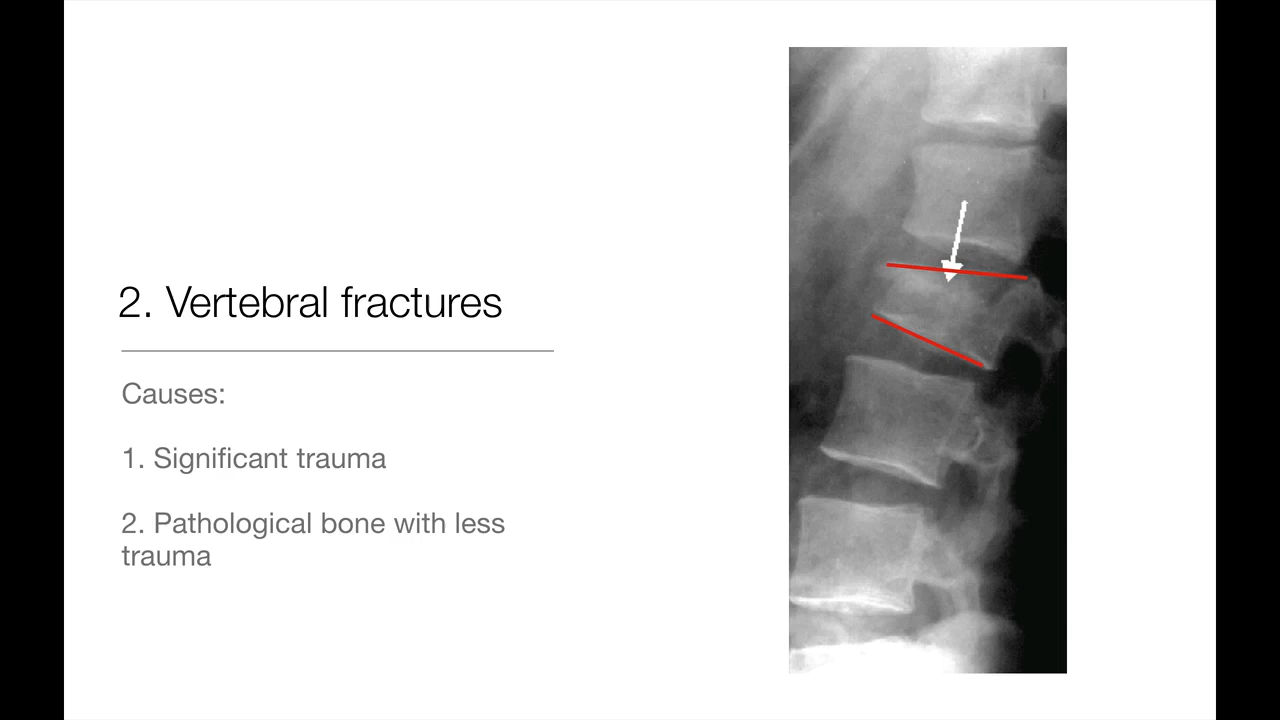 2. Vertebral fractures
Causes:
1. Significant trauma
2. Pathological bone with less
trauma